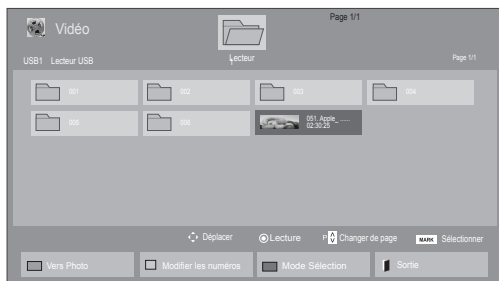 Page 1/1
Vidéo
Lecteur
USB1 Lecteur USB
Page 1/1
001 002 003 004
005 006 051. Apple_ ......
02:30:25
Déplacer Lecture P Changer de page MARK Sélectionner
Vers Photo Modifier les numéros Mode Sélection Sortie